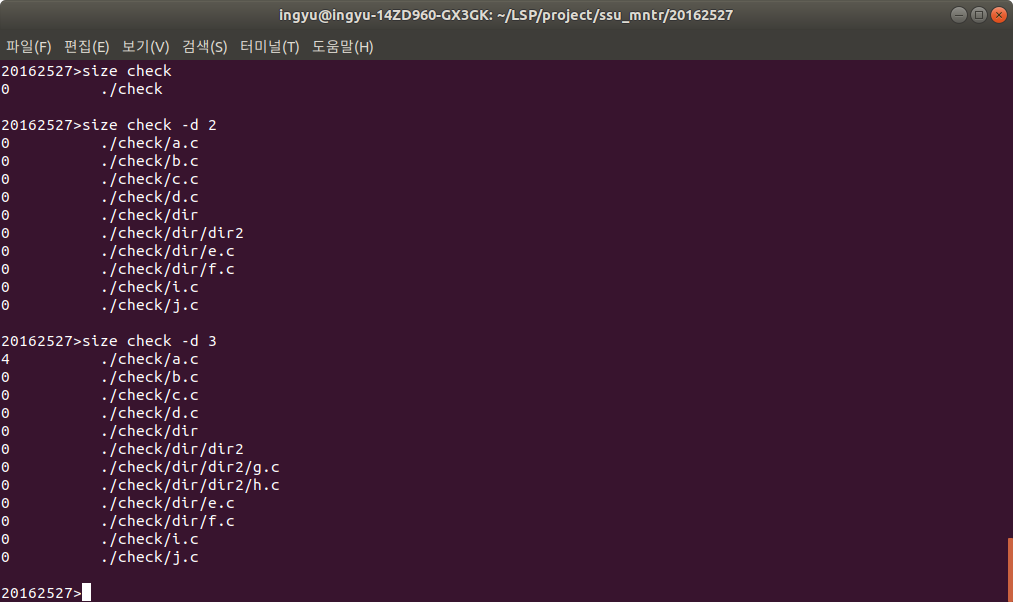 ingyu@ingyu-14ZD960-GX3GK: ~/LSP/project/ssu_mntr/20162527
파일(F) 편집(E) 보기(V) 검색(S) 터미널(T) 도움말(H)
20162527>size check
0 ./check
20162527>size check -d 2
0 ./check/a.c
0 ./check/b.c
0 ./check/c.c
0 ./check/d.c
0 ./check/dir
0 ./check/dir/dir2
0 ./check/dir/e.c
0 ./check/dir/f.c
0 ./check/i.c
0 ./check/j.c
20162527>size check -d 3
4 ./check/a.c
0 ./check/b.c
0 ./check/c.c
0 ./check/d.c
0 ./check/dir
0 ./check/dir/dir2
0 ./check/dir/dir2/g.c
0 ./check/dir/dir2/h.c
0 ./check/dir/e.c
0 ./check/dir/f.c
0 ./check/i.c
0 ./check/j.c
20162527>